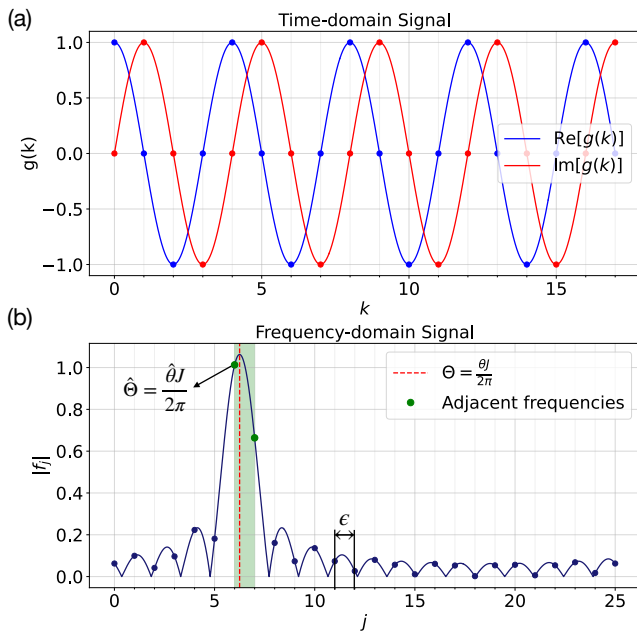 (a)
Time-domain Signal
1.0
0.5
0.0
−0.5
−1.0
g(k)
Re[g(k)]
Im[g(k)]
0 5 10 15
k
(b)
Frequency-domain Signal
1.0
0.8
0.6
0.4
0.2
0.0
|f_j|
Θ̂ = θ̂J/2π
Θ = θJ/2π
Adjacent frequencies
ϵ
0 5 10 15 20 25
j